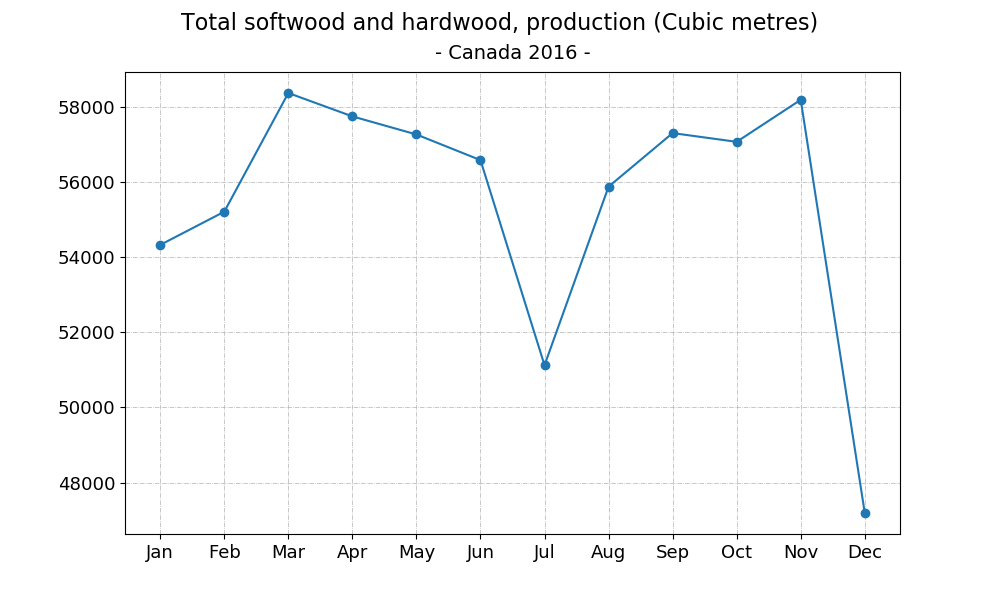 Total softwood and hardwood, production (Cubic metres)
- Canada 2016 -
58000
56000
54000
52000
50000
48000
Jan Feb Mar Apr May Jun Jul Aug Sep Oct Nov Dec